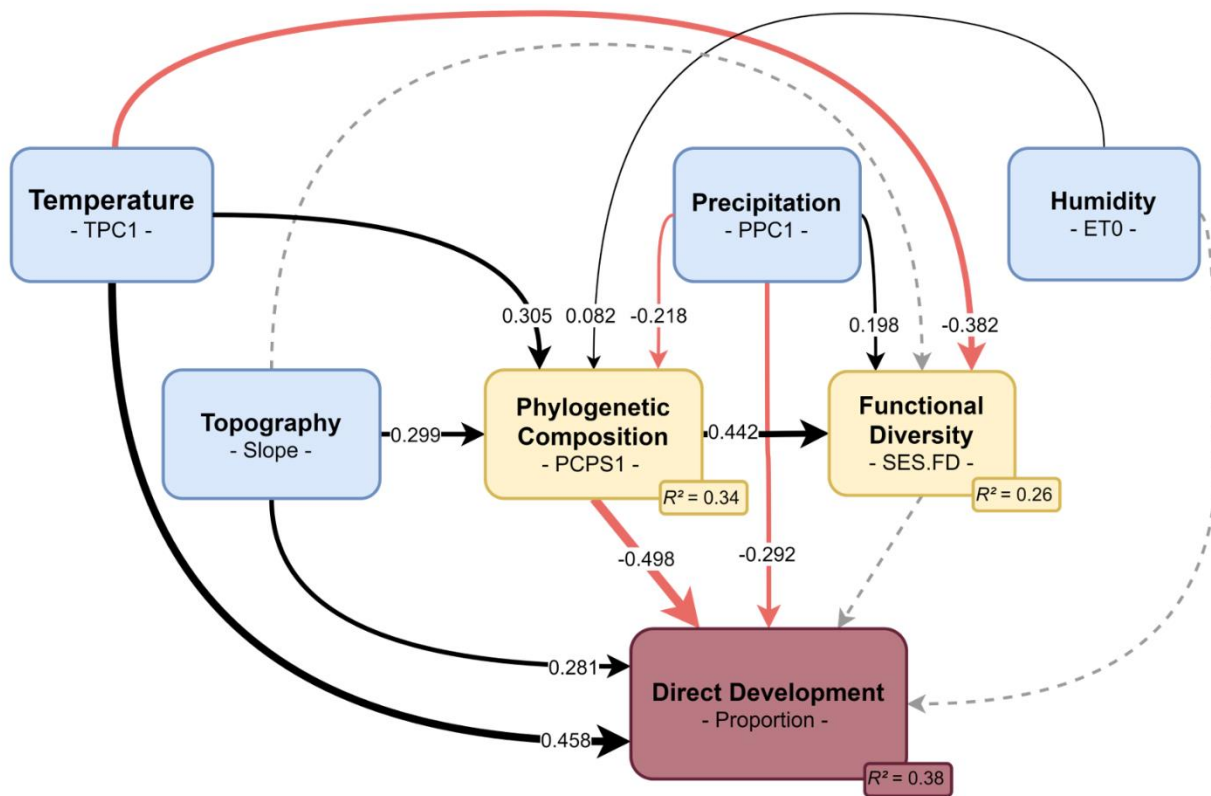 Temperature
- TPC1 -
Precipitation
- PPC1 -
Humidity
- ET0 -
0.305
0.082
-0.218
0.198
-0.382
Topography
- Slope -
0.299
Phylogenetic
Composition
- PCPS1 -
R² = 0.34
0.442
Functional
Diversity
- SES.FD -
R² = 0.26
-0.498
-0.292
0.281
0.458
Direct Development
- Proportion -
R² = 0.38